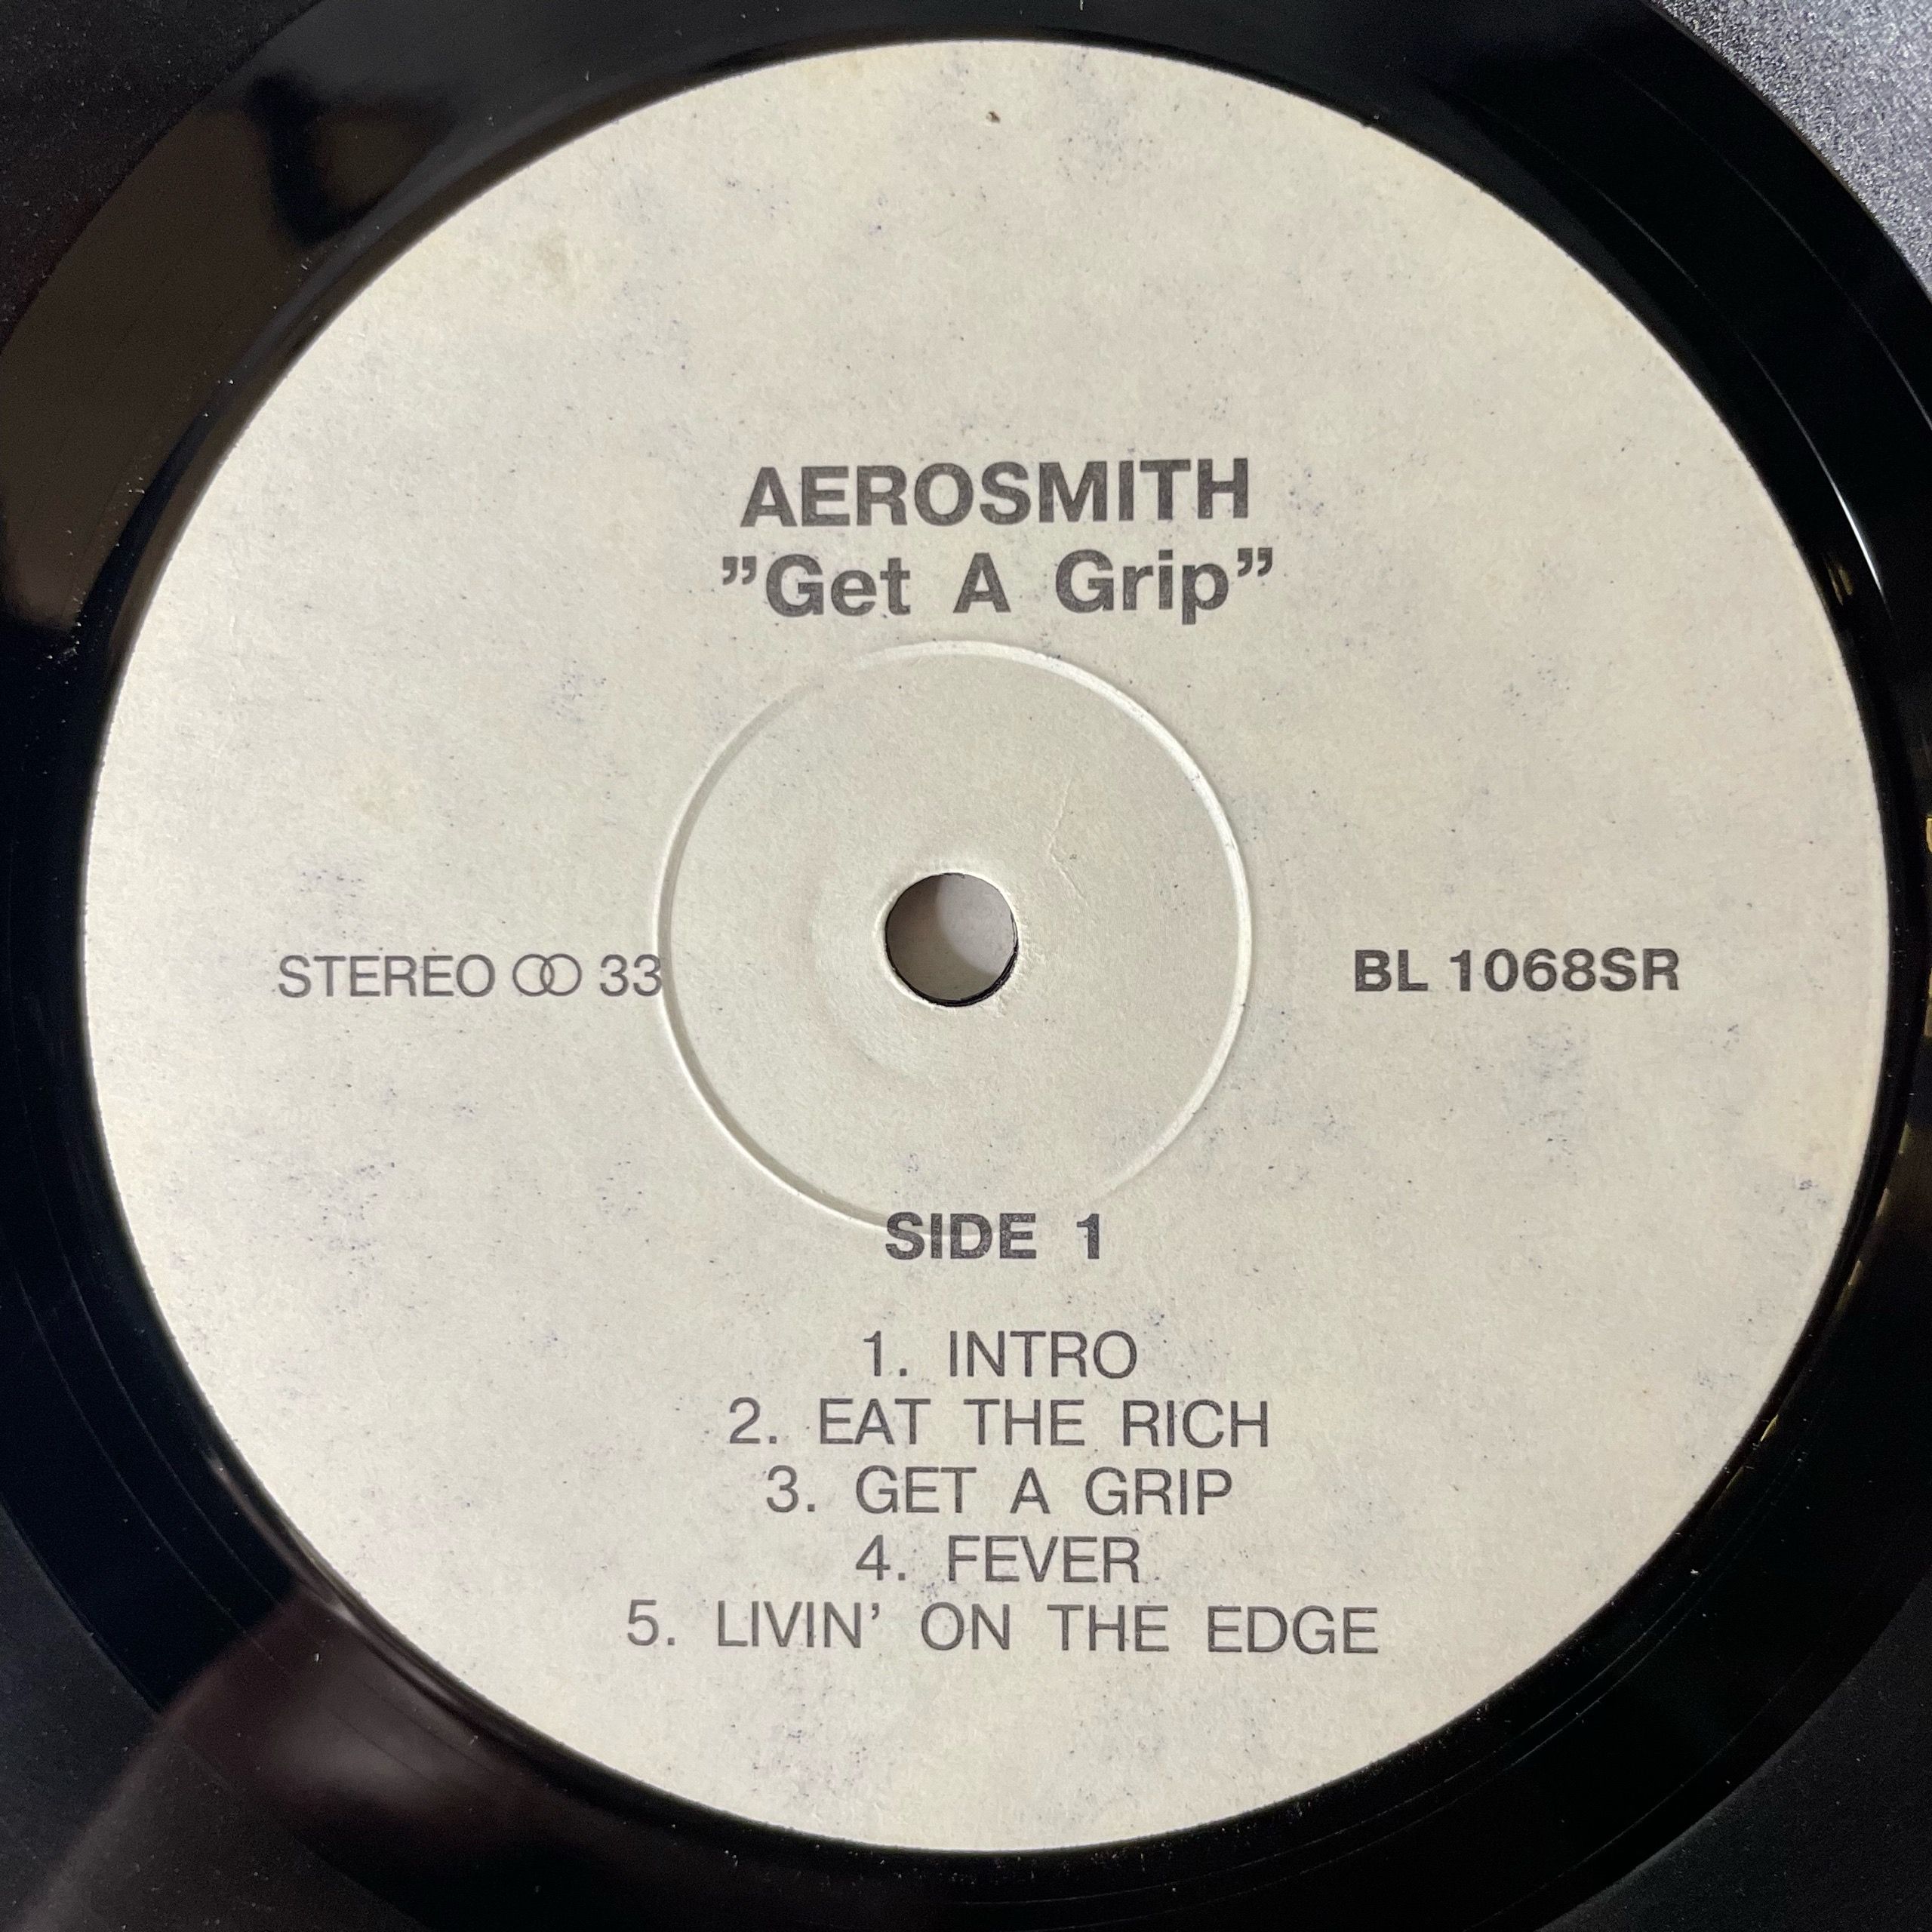 AEROSMITH
”Get A Grip”
STEREO ꝏ 33
BL 1068SR
SIDE 1
1. INTRO
2. EAT THE RICH
3. GET A GRIP
4. FEVER
5. LIVIN’ ON THE EDGE